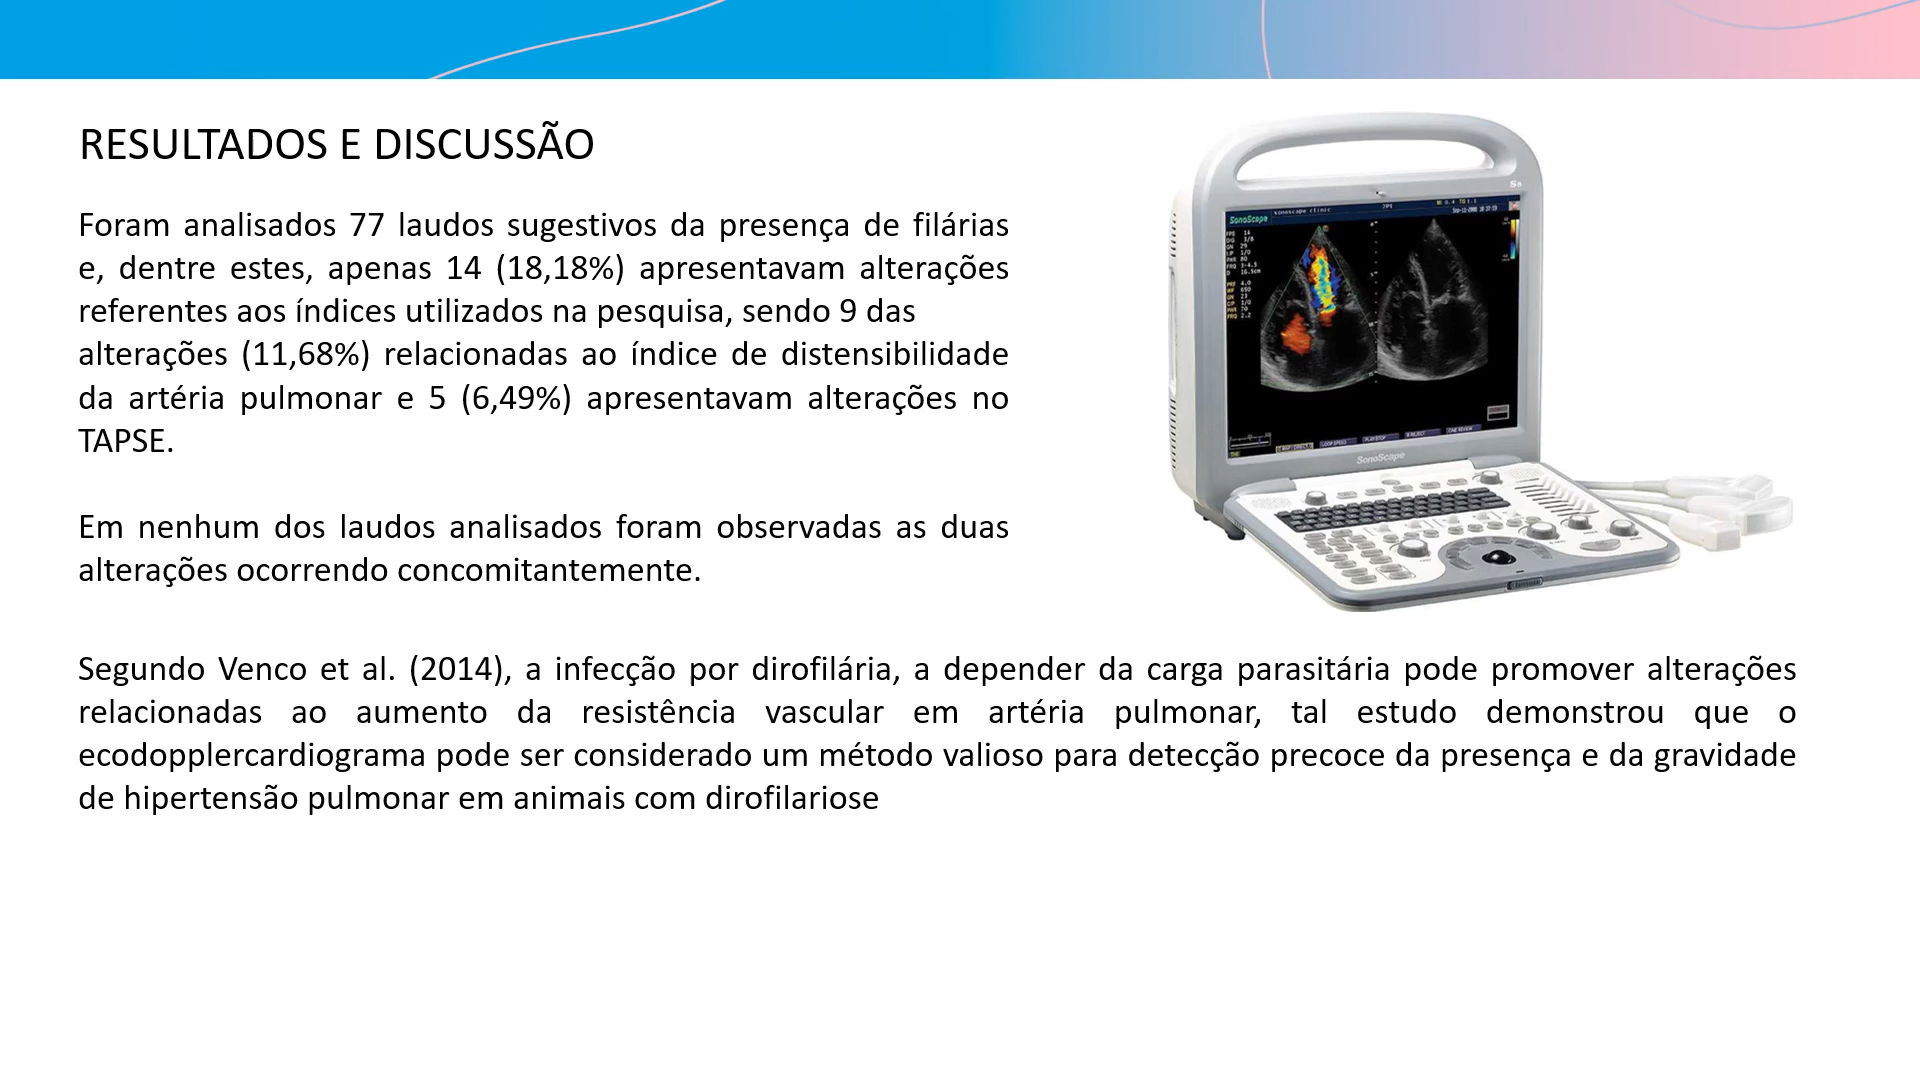 RESULTADOS E DISCUSSÃO
Foram analisados 77 laudos sugestivos da presença de filárias
e, dentre estes, apenas 14 (18,18%) apresentavam alterações
referentes aos índices utilizados na pesquisa, sendo 9 das
alterações (11,68%) relacionadas ao índice de distensibilidade
da artéria pulmonar e 5 (6,49%) apresentavam alterações no
TAPSE.
Em nenhum dos laudos analisados foram observadas as duas
alterações ocorrendo concomitantemente.
SonoScape
sonoscape clinic
SonoScape
Segundo Venco et al. (2014), a infecção por dirofilária, a depender da carga parasitária pode promover alterações
relacionadas ao aumento da resistência vascular em artéria pulmonar, tal estudo demonstrou que o
ecodopplercardiograma pode ser considerado um método valioso para detecção precoce da presença e da gravidade
de hipertensão pulmonar em animais com dirofilariose